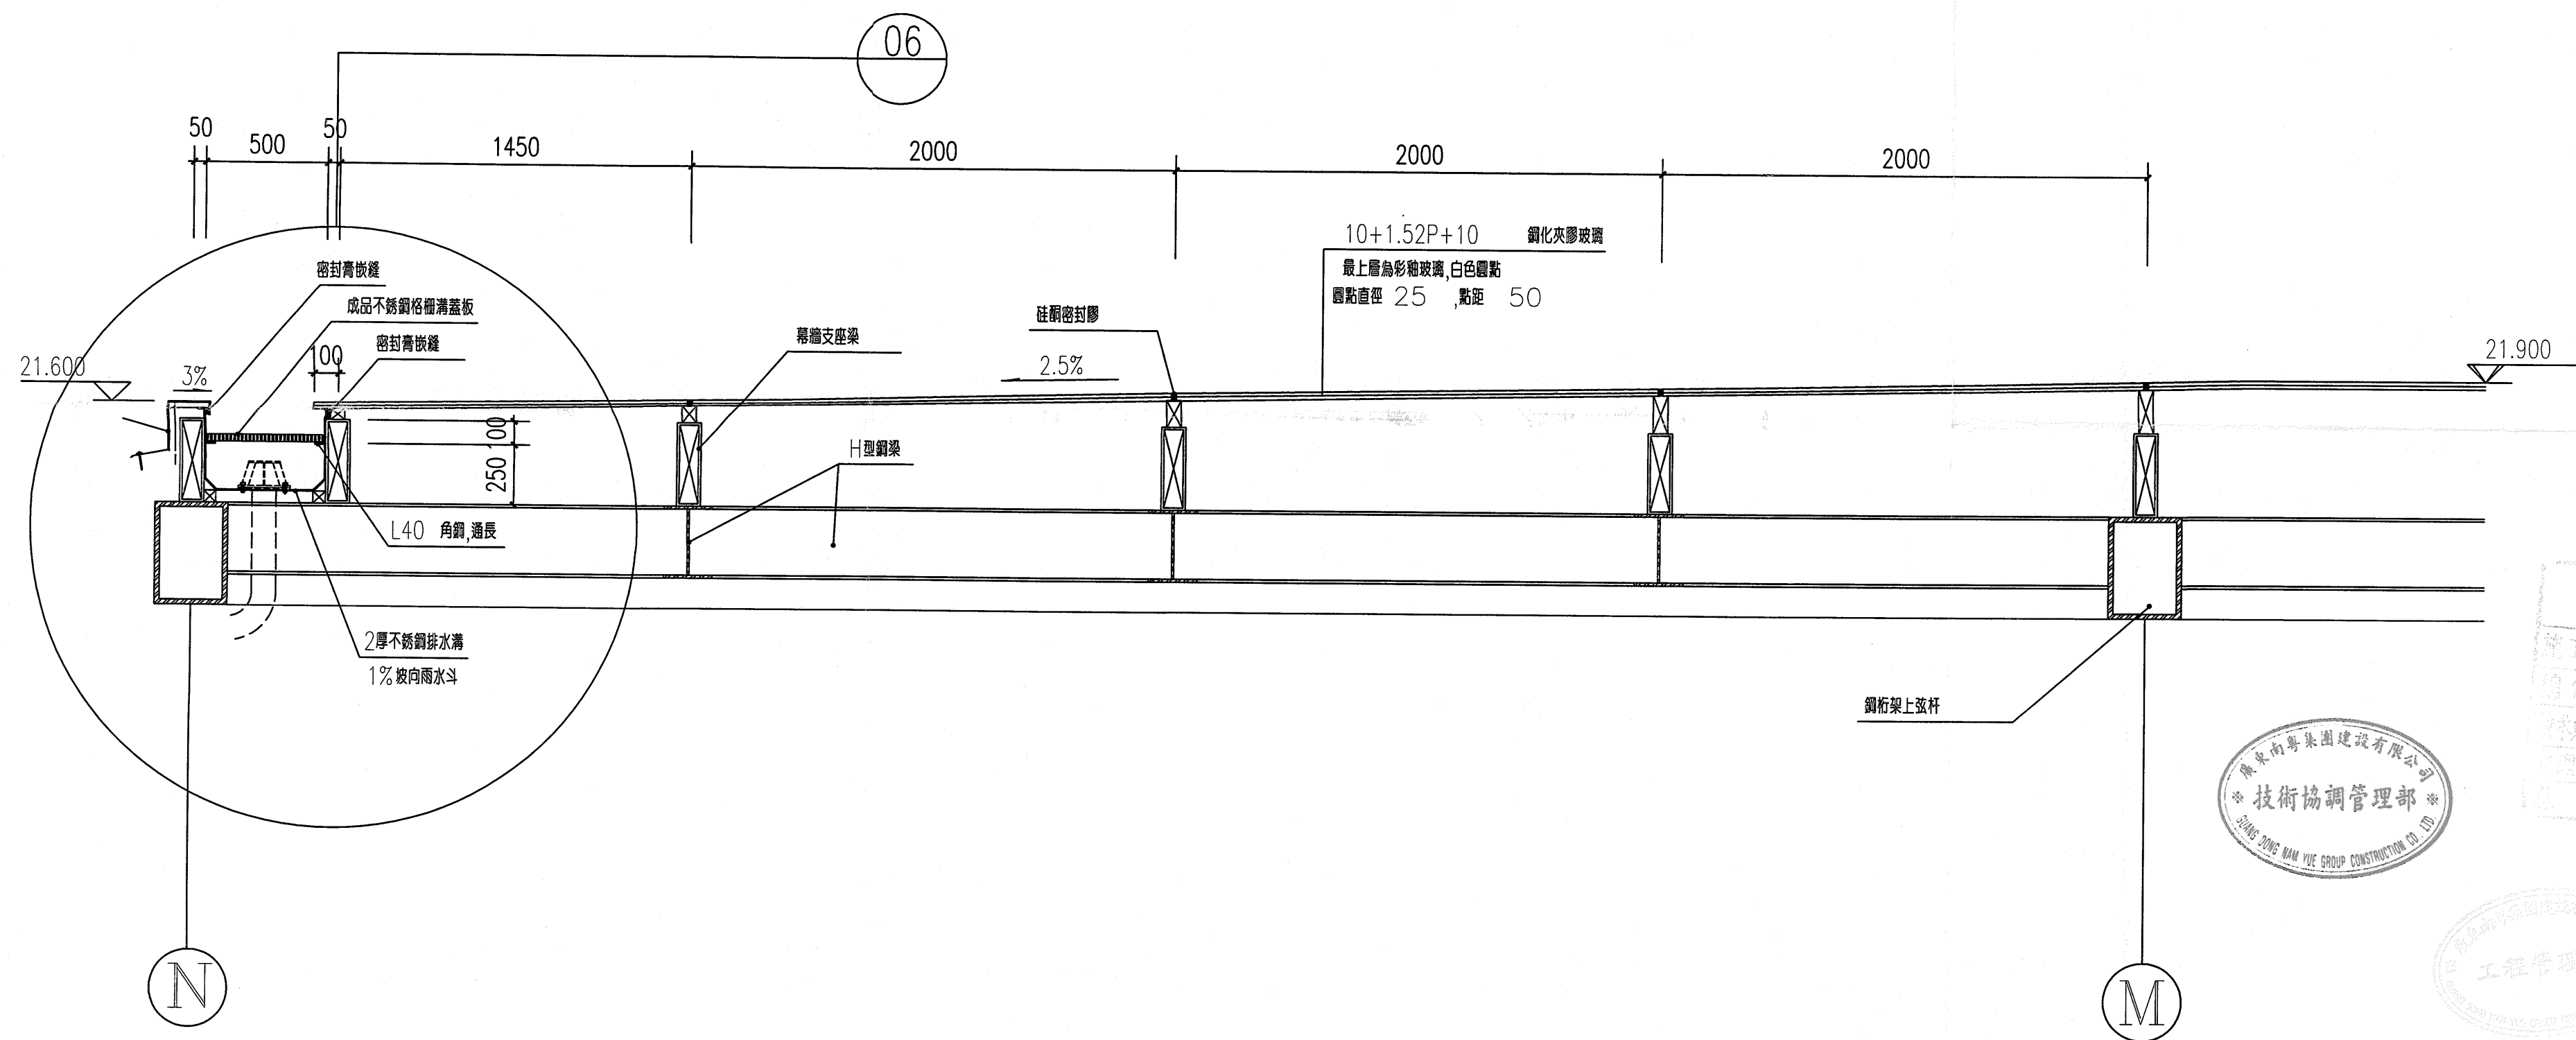 06
50
500
50
1450
2000
2000
2000
10+1.52P+10 鋼化夾膠玻璃
最上層為彩釉玻璃,白色圓點
圓點直徑 25 ,點距 50
密封膏嵌縫
成品不銹鋼格柵溝蓋板
密封膏嵌縫
100
硅酮密封膠
幕牆支座梁
2.5%
21.600
3%
21.900
100
250
H型鋼梁
L40 角鋼,通長
2厚不銹鋼排水溝
1%坡向雨水斗
鋼桁架上弦杆
廣東南粵集團建設有限公司
※ 技術協調管理部 ※
GUANG DONG NAM YUE GROUP CONSTRUCTION CO., LTD.
工程管理
N
M